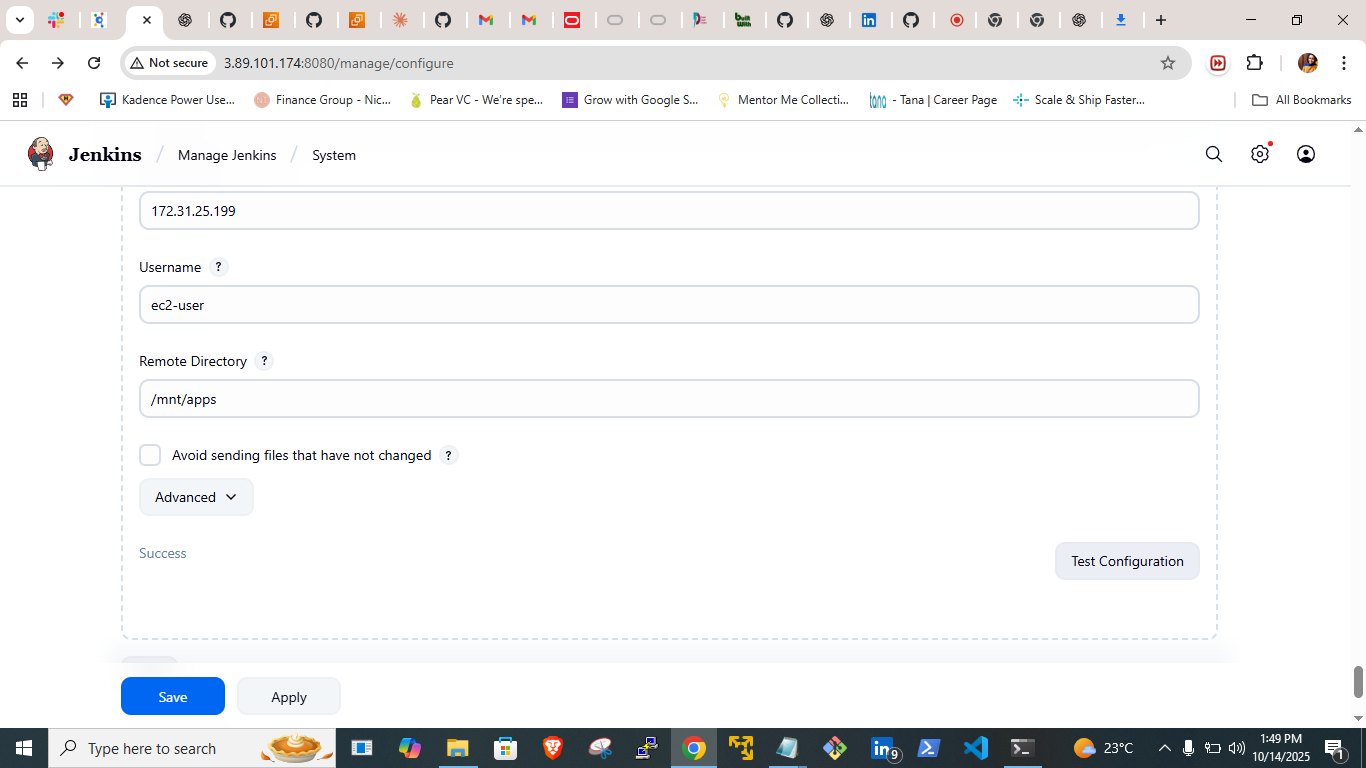 Not secure
3.89.101.174:8080/manage/configure
Kadence Power Use...
Finance Group - Nic...
Pear VC - We're spe...
Grow with Google S...
Mentor Me Collecti...
tana
- Tana | Career Page
Scale & Ship Faster...
All Bookmarks
Jenkins / Manage Jenkins / System
172.31.25.199
Username ?
ec2-user
Remote Directory ?
/mnt/apps
Avoid sending files that have not changed ?
Advanced
Success
Test Configuration
Save
Apply
Type here to search
9
23°C
1:49 PM
10/14/2025
1